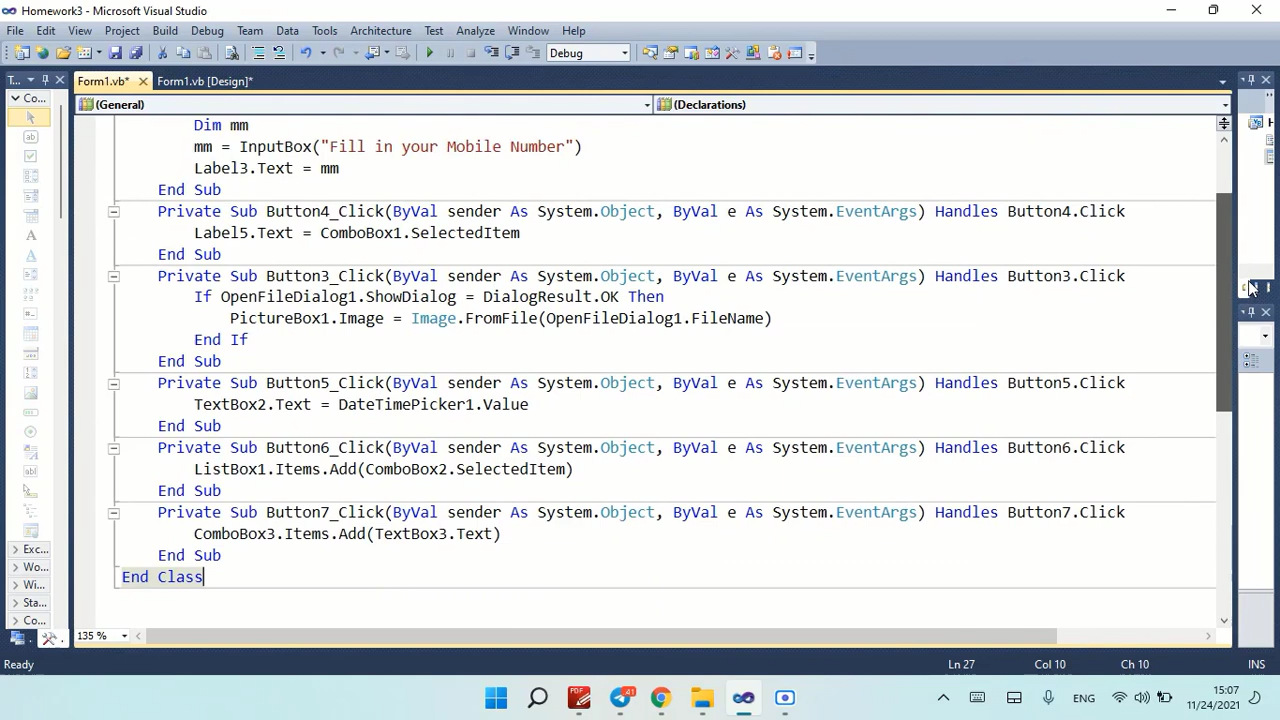 Homework3 - Microsoft Visual Studio
File Edit View Project Build Debug Team Data Tools Architecture Test Analyze Window Help
Debug
T... Form1.vb* Form1.vb [Design]*
Co...
(General) (Declarations)
Dim mm
mm = InputBox("Fill in your Mobile Number")
Label3.Text = mm
End Sub
Private Sub Button4_Click(ByVal sender As System.Object, ByVal e As System.EventArgs) Handles Button4.Click
Label5.Text = ComboBox1.SelectedItem
End Sub
Private Sub Button3_Click(ByVal sender As System.Object, ByVal e As System.EventArgs) Handles Button3.Click
If OpenFileDialog1.ShowDialog = DialogResult.OK Then
PictureBox1.Image = Image.FromFile(OpenFileDialog1.FileName)
End If
End Sub
Private Sub Button5_Click(ByVal sender As System.Object, ByVal e As System.EventArgs) Handles Button5.Click
TextBox2.Text = DateTimePicker1.Value
End Sub
Private Sub Button6_Click(ByVal sender As System.Object, ByVal e As System.EventArgs) Handles Button6.Click
ListBox1.Items.Add(ComboBox2.SelectedItem)
End Sub
Private Sub Button7_Click(ByVal sender As System.Object, ByVal e As System.EventArgs) Handles Button7.Click
ComboBox3.Items.Add(TextBox3.Text)
End Sub
End Class
Exc...
Wo...
Wi...
Sta...
Co...
135 %
Ready Ln 27 Col 10 Ch 10 INS
PDF 41 ENG 15:07
11/24/2021